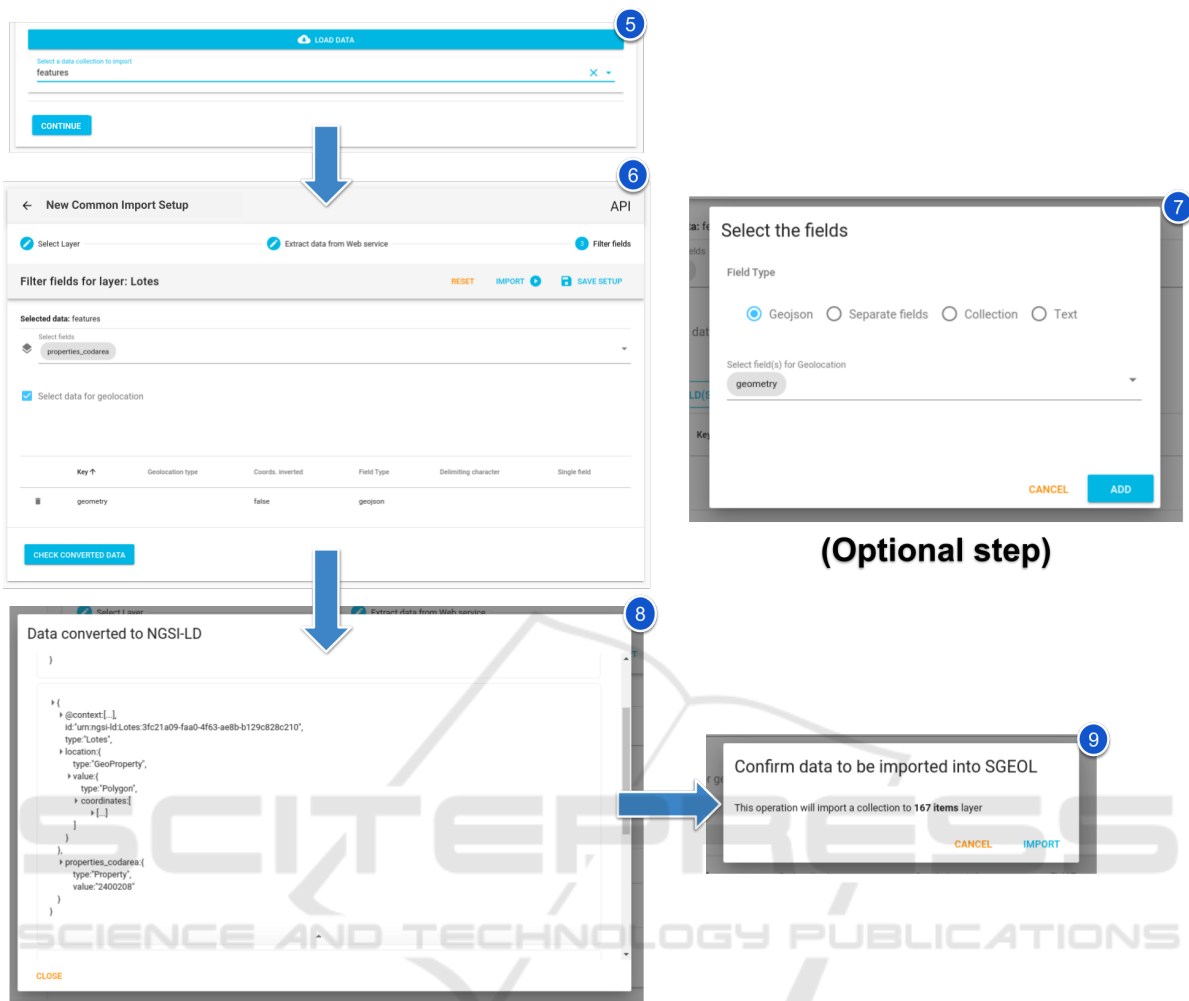 5
LOAD DATA
Select a data collection to import
features
CONTINUE
6
New Common Import Setup API
Select Layer Extract data from Web service 3 Filter fields
Filter fields for layer: Lotes RESET IMPORT SAVE SETUP
Selected data: features
Select fields
properties_codarea
Select data for geolocation
Key Geolocation type Coords. inverted Field Type Delimiting character Single field
geometry false geojson
CHECK CONVERTED DATA
7
Select the fields
Field Type
Geojson Separate fields Collection Text
Select field(s) for Geolocation
geometry
CANCEL ADD
(Optional step)
8
Select Layer Extract data from Web service
Data converted to NGSI-LD
}
{
@context:[...],
id:"urn:ngsi-ld:Lotes:3fc21a09-faa0-4f63-ae8b-b129c828c210",
type:"Lotes",
location:{
type:"GeoProperty",
value:{
type:"Polygon",
coordinates:[
[...]
]
}
},
properties_codarea:{
type:"Property",
value:"2400208"
}
}
CLOSE
9
Confirm data to be imported into SGEOL
This operation will import a collection to 167 items layer
CANCEL IMPORT
SCITEPRESS
SCIENCE AND TECHNOLOGY PUBLICATIONS